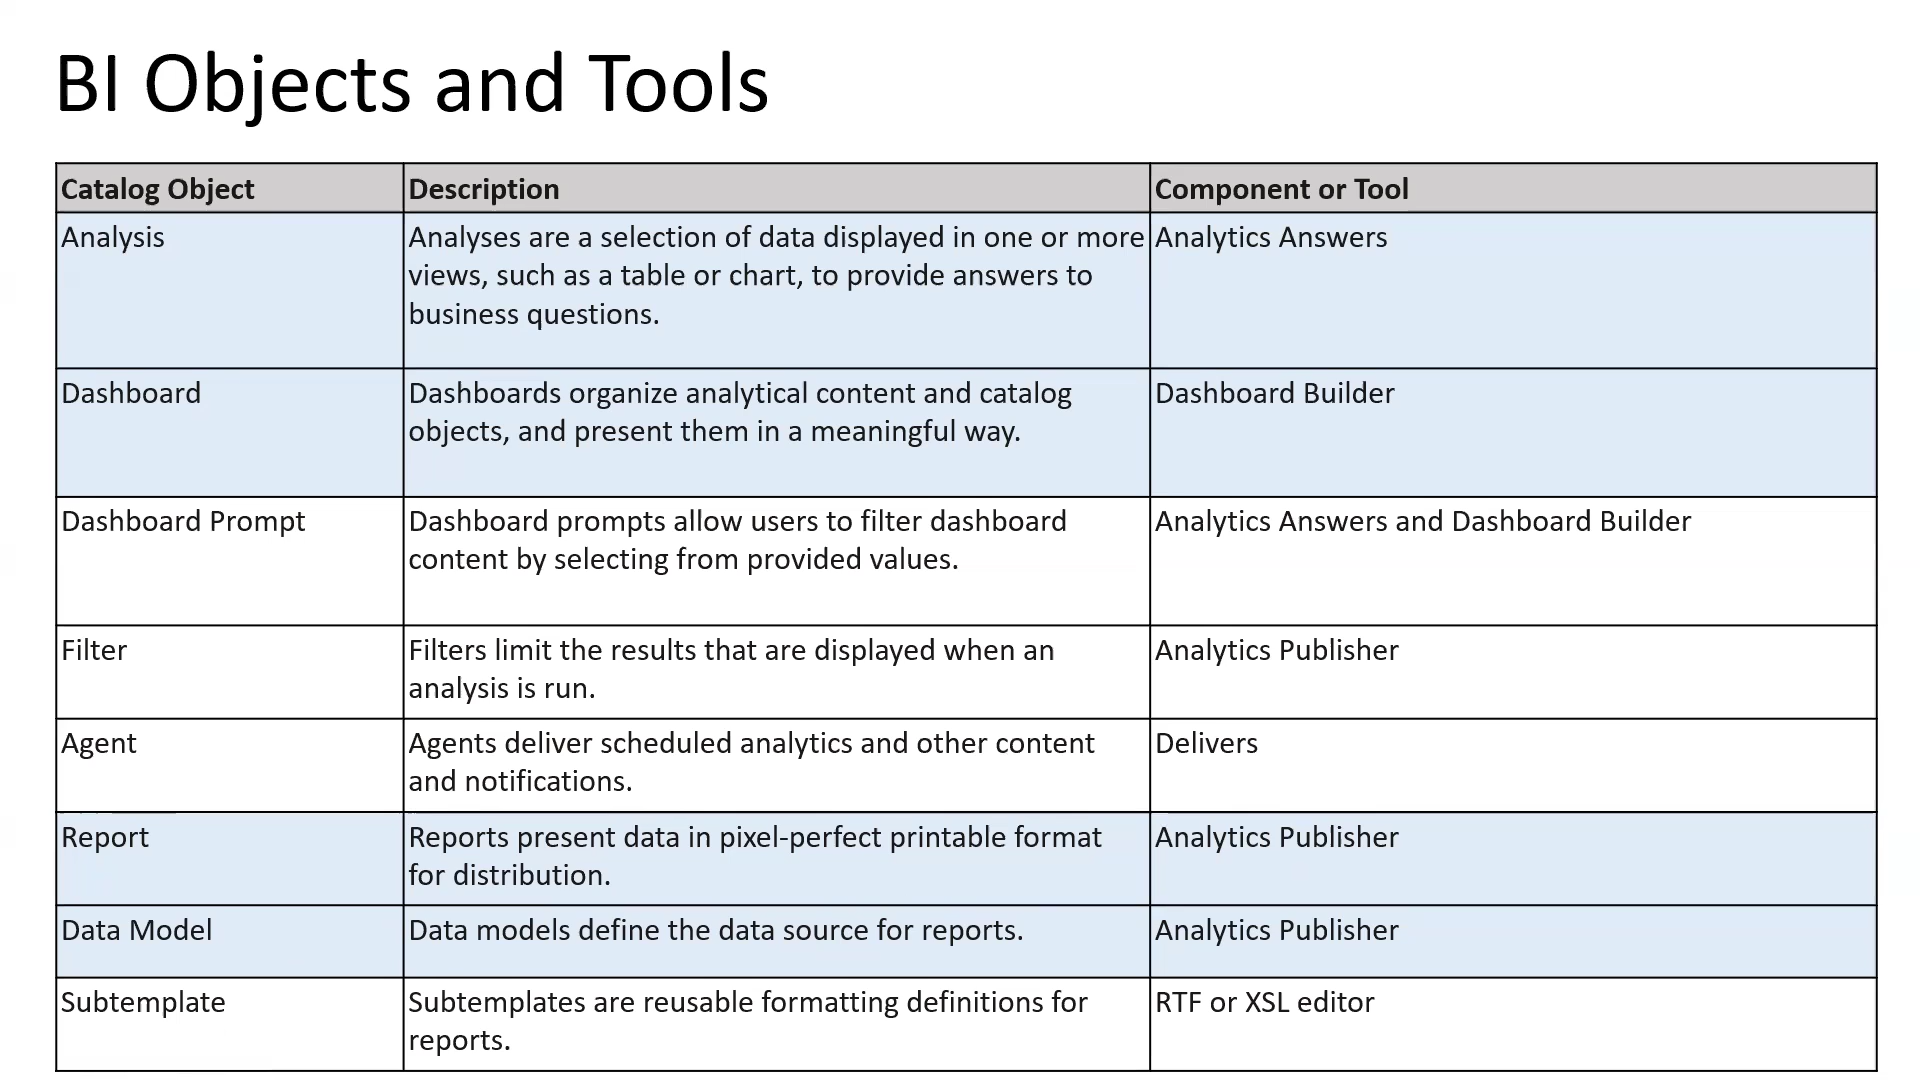 BI Objects and Tools
Catalog Object
Description
Component or Tool
Analysis
Analyses are a selection of data displayed in one or more
views, such as a table or chart, to provide answers to
business questions.
Analytics Answers
Dashboard
Dashboards organize analytical content and catalog
objects, and present them in a meaningful way.
Dashboard Builder
Dashboard Prompt
Dashboard prompts allow users to filter dashboard
content by selecting from provided values.
Analytics Answers and Dashboard Builder
Filter
Filters limit the results that are displayed when an
analysis is run.
Analytics Publisher
Agent
Agents deliver scheduled analytics and other content
and notifications.
Delivers
Report
Reports present data in pixel-perfect printable format
for distribution.
Analytics Publisher
Data Model
Data models define the data source for reports.
Analytics Publisher
Subtemplate
Subtemplates are reusable formatting definitions for
reports.
RTF or XSL editor